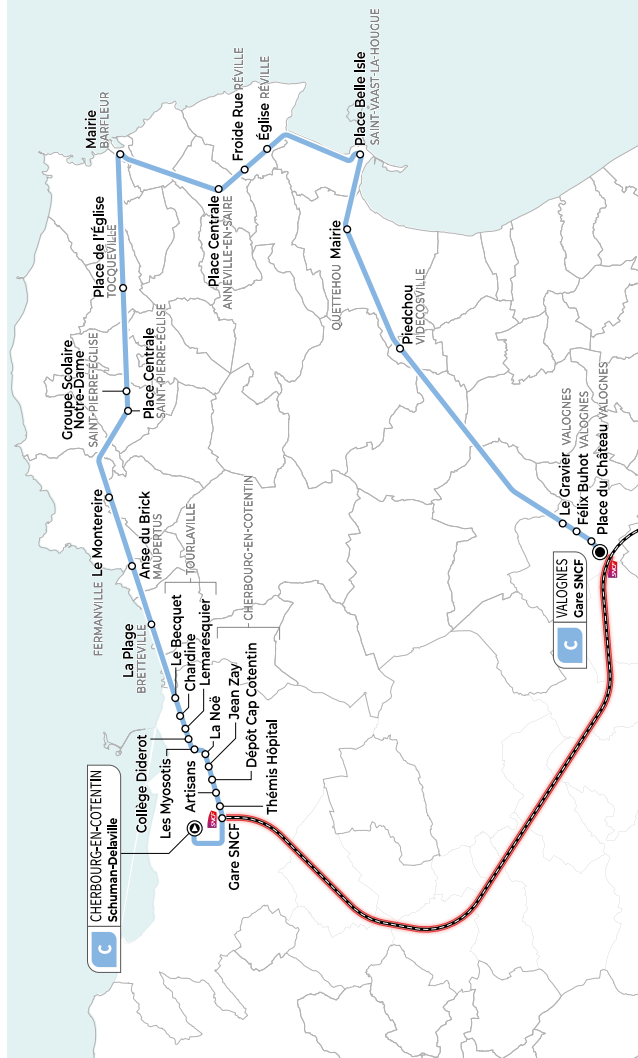 C
CHERBOURG-EN-COTENTIN
Schuman-Delaville
Gare SNCF
SNCF
Thémis Hôpital
Artisans
Dépôt Cap Cotentin
Jean Zay
La Noë
Les Myosotis
Collège Diderot
Lemaresquier
Chardine
Le Becquet
TOURLAVILLE
CHERBOURG-EN-COTENTIN
La Plage
BRETTEVILLE
Anse du Brick
MAUPERTUS
FERMANVILLE Le Montereire
Place Centrale
SAINT-PIERRE-ÉGLISE
Groupe Scolaire
Notre-Dame
SAINT-PIERRE-ÉGLISE
Place de l'Église
TOCQUEVILLE
Mairie
BARFLEUR
Place Centrale
ANNEVILLE-EN-SAIRE
Froide Rue RÉVILLE
Église RÉVILLE
Place Belle Isle
SAINT-VAAST-LA-HOUGUE
QUETTEHOU Mairie
Piedchou
VIDECOSVILLE
Le Gravier VALOGNES
Félix Buhot VALOGNES
Place du Château VALOGNES
C
VALOGNES
Gare SNCF
SNCF